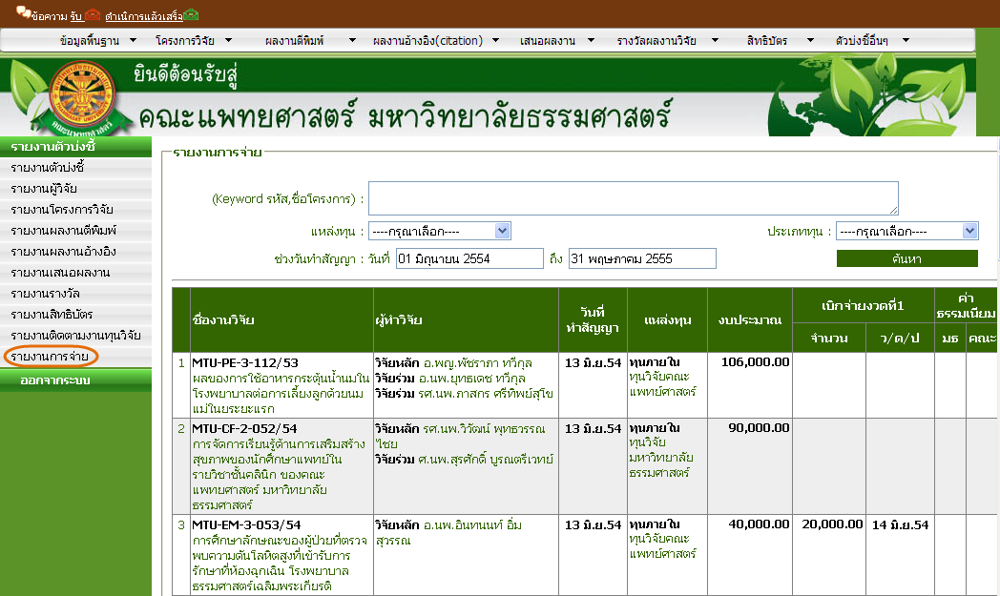 ข้อความ รับ ดำเนิการแล้วเสร็จ
ข้อมูลพื้นฐาน โครงการวิจัย ผลงานตีพิมพ์ ผลงานอ้างอิง(citation) เสนอผลงาน รางวัลผลงานวิจัย สิทธิบัตร ตัวบ่งชี้อื่นๆ
ยินดีต้อนรับสู่
คณะแพทยศาสตร์ มหาวิทยาลัยธรรมศาสตร์
รายงานตัวบ่งชี้
รายงานตัวบ่งชี้
รายงานผู้วิจัย
รายงานโครงการวิจัย
รายงานผลงานตีพิมพ์
รายงานผลงานอ้างอิง
รายงานเสนอผลงาน
รายงานรางวัล
รายงานสิทธิบัตร
รายงานติดตามงานทุนวิจัย
รายงานการจ่าย
ออกจากระบบ
รายงานการจ่าย
(Keyword รหัส,ชื่อโครงการ) :
แหล่งทุน : ----กรุณาเลือก---- ประเภททุน : ----กรุณาเลือก----
ช่วงวันทำสัญญา : วันที่ 01 มิถุนายน 2554 ถึง 31 พฤษภาคม 2555 ค้นหา
ชื่องานวิจัย ผู้ทำวิจัย วันที่ทำสัญญา แหล่งทุน งบประมาณ เบิกจ่ายงวดที่1 ค่าธรรมเนียม
จำนวน ว/ด/ป มธ คณะ
1 MTU-PE-3-112/53 วิจัยหลัก อ.พญ.พัชราภา ทวีกุล 13 มิ.ย.54 ทุนภายใน 106,000.00
ผลของการใช้อาหารกระตุ้นน้ำนมใน วิจัยร่วม อ.นพ.ยุทธเดช ทวีกุล ทุนวิจัยคณะ
โรงพยาบาลต่อการเลี้ยงลูกด้วยนม วิจัยร่วม รศ.นพ.ภาสกร ศรีทิพย์สุโข แพทย์ศาสตร์
แม่ในยระยะแรก
2 MTU-CF-2-052/54 วิจัยหลัก รศ.นพ.วิวัฒน์ พุทธวรรณ 13 มิ.ย.54 ทุนภายใน 90,000.00
การจัดการเรียนรู้ด้านการเสริมสร้าง ไชย ทุนวิจัย
สุขภาพของนักศึกษาแพทย์ใน วิจัยร่วม ศ.นพ.สุรศักดิ์ บูรณตรีเวทย์ มหาวิทยาลัย
รายวิชาชั้นคลินิก ของคณะ ธรรมศาสตร์
แพทยศาสตร์ มหาวิทยาลัย
ธรรมศาสตร์
3 MTU-EM-3-053/54 วิจัยหลัก อ.นพ.อินทนนท์ อิ่ม 13 มิ.ย.54 ทุนภายใน 40,000.00 20,000.00 14 มิ.ย.54
การศึกษาลักษณะของผู้ป่วยที่ตรวจ สุวรรณ ทุนวิจัยคณะ
พบความดันโลหิตสูงที่เข้ารับการ แพทย์ศาสตร์
รักษาที่ห้องฉุกเฉิน โรงพยาบาล
ธรรมศาสตร์เฉลิมพระเกียรติ